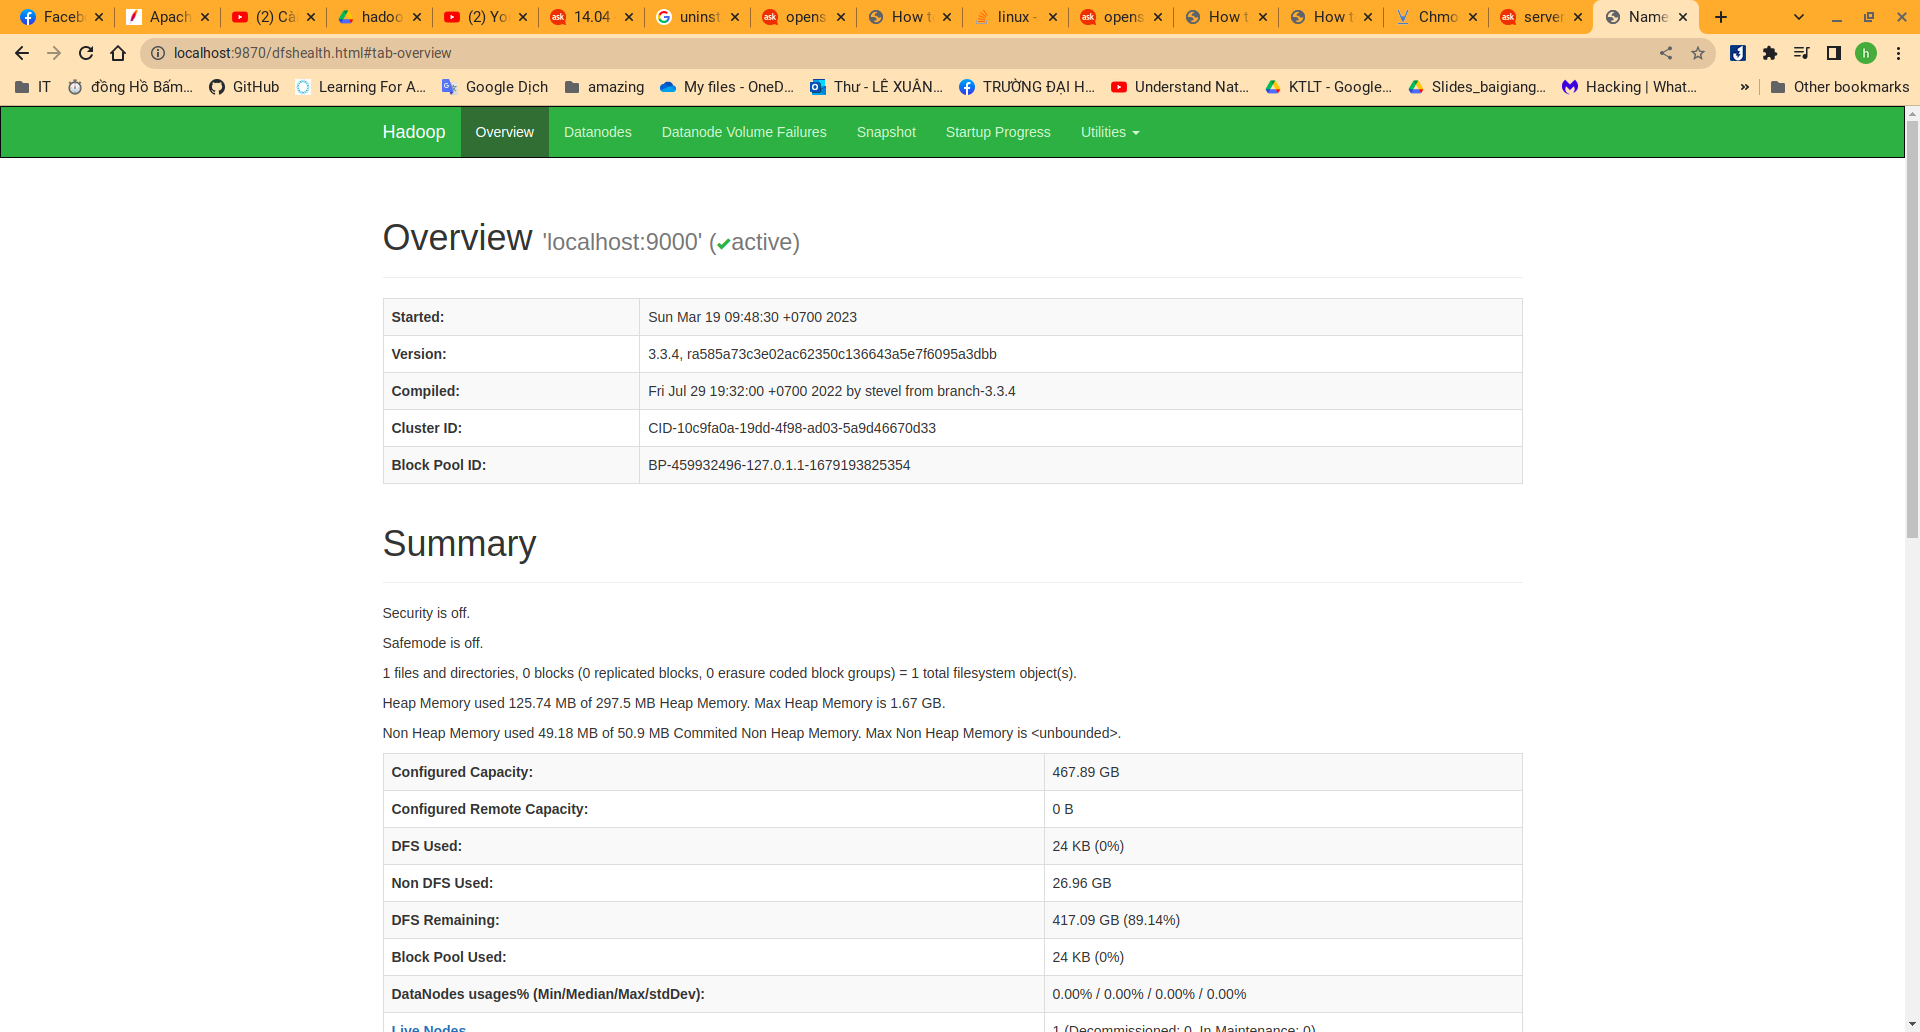 Faceb
Apach
(2) Cà
hadoo
(2) Yo
14.04
uninst
opens
How t
linux -
opens
How t
How t
Chmo
server
Name
localhost:9870/dfshealth.html#tab-overview
h
IT
đồng Hồ Bấm...
GitHub
Learning For A...
Google Dịch
amazing
My files - OneD...
Thư - LÊ XUÂN...
TRƯỜNG ĐẠI H...
Understand Nat...
KTLT - Google...
Slides_baigiang...
Hacking | What...
»
Other bookmarks
Hadoop
Overview
Datanodes
Datanode Volume Failures
Snapshot
Startup Progress
Utilities
Overview 'localhost:9000' (✔active)
Started: Sun Mar 19 09:48:30 +0700 2023
Version: 3.3.4, ra585a73c3e02ac62350c136643a5e7f6095a3dbb
Compiled: Fri Jul 29 19:32:00 +0700 2022 by stevel from branch-3.3.4
Cluster ID: CID-10c9fa0a-19dd-4f98-ad03-5a9d46670d33
Block Pool ID: BP-459932496-127.0.1.1-1679193825354
Summary
Security is off.
Safemode is off.
1 files and directories, 0 blocks (0 replicated blocks, 0 erasure coded block groups) = 1 total filesystem object(s).
Heap Memory used 125.74 MB of 297.5 MB Heap Memory. Max Heap Memory is 1.67 GB.
Non Heap Memory used 49.18 MB of 50.9 MB Commited Non Heap Memory. Max Non Heap Memory is <unbounded>.
Configured Capacity: 467.89 GB
Configured Remote Capacity: 0 B
DFS Used: 24 KB (0%)
Non DFS Used: 26.96 GB
DFS Remaining: 417.09 GB (89.14%)
Block Pool Used: 24 KB (0%)
DataNodes usages% (Min/Median/Max/stdDev): 0.00% / 0.00% / 0.00% / 0.00%
Live Nodes 1 (Decommissioned: 0, In Maintenance: 0)